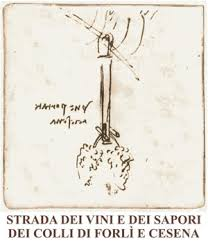 STRADA DEI VINI E DEI SAPORI
DEI COLLI DI FORLÌ E CESENA